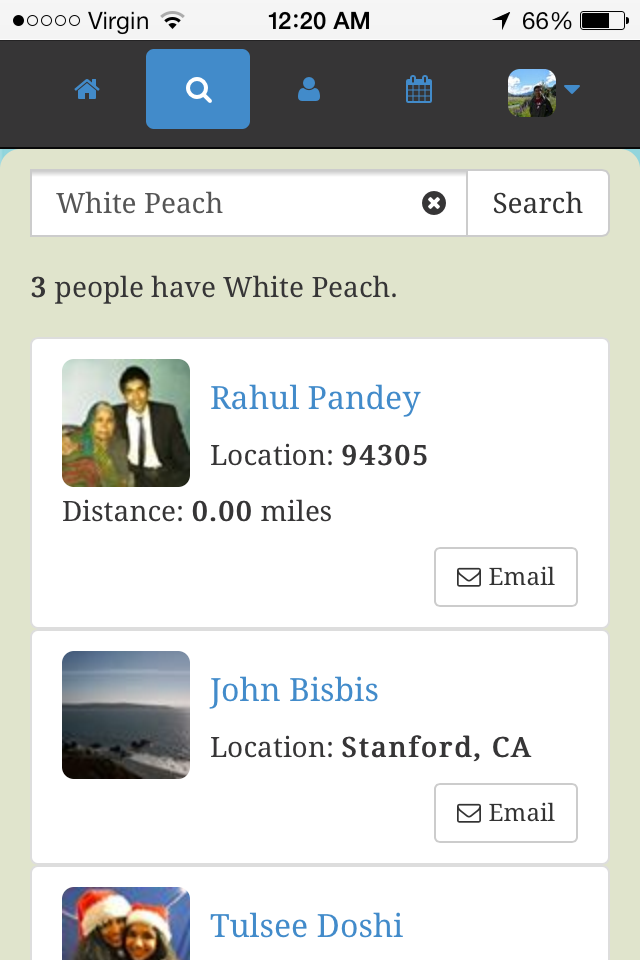 Virgin 12:20 AM 66%
White Peach Search
3 people have White Peach.
Rahul Pandey
Location: 94305
Distance: 0.00 miles
Email
John Bisbis
Location: Stanford, CA
Email
Tulsee Doshi